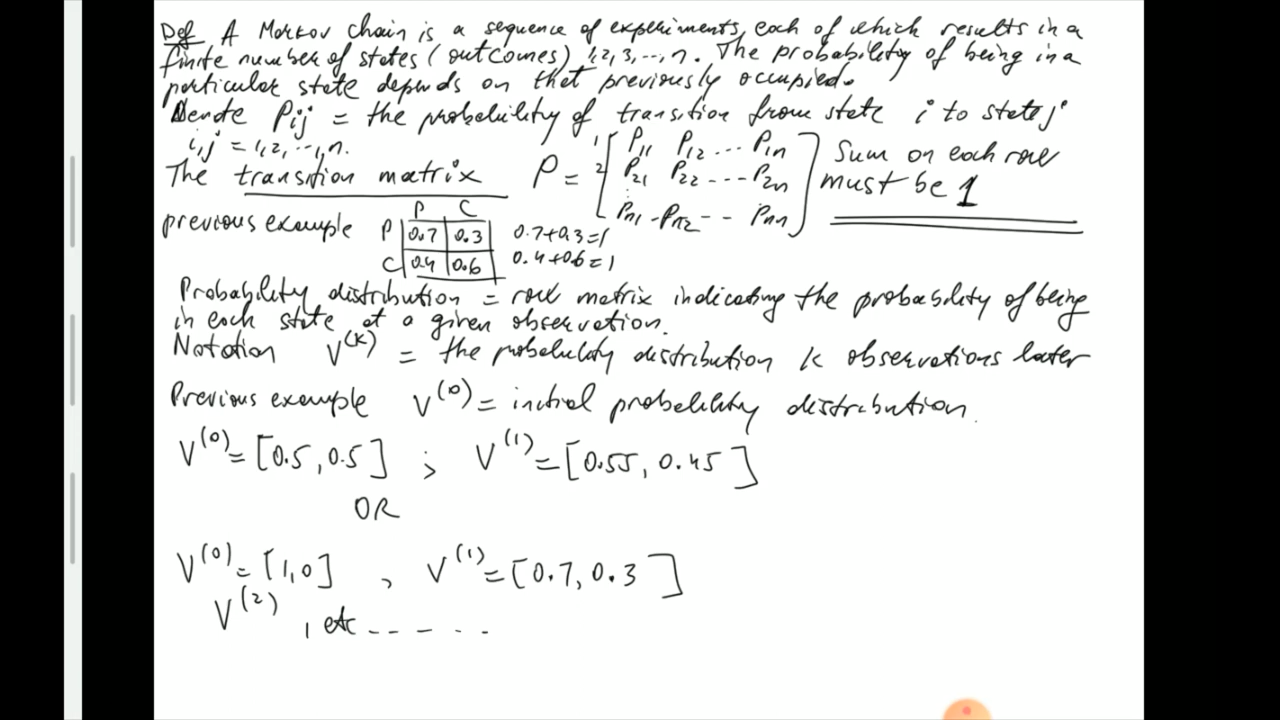 Def A Markov Chain is a sequence of experiments, each of which results in a
finite number of states (outcomes) 1,2,3,...,n. The probability of being in a
particular state depends on that previously occupied.
Denote Pij = the probability of transition from state i to state j
i,j = 1,2,...,n.
The transition matrix P = 1 2 [ P11 P12 ... P1n
P21 P22 --- P2n
Pn1 - Pn2 -- Pnn ] Sum on each row
must be 1
previous example P C
P 0.7 0.3 0.7+0.3=1
C 0.4 0.6 0.4+0.6=1
Probability distribution = row matrix indicating the probability of being
in each state at a given observation.
Notation V^(k) = the probability distribution k observations later
Previous example V^(0) = initial probability distribution.
V^(0) = [0.5, 0.5] ; V^(1) = [0.55, 0.45]
OR
V^(0) = [1,0] , V^(1) = [0.7, 0.3]
V^(2) , etc -----